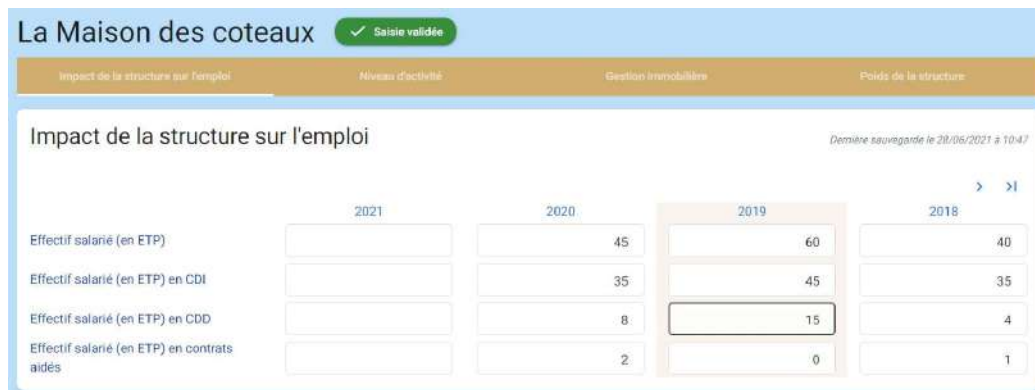 La Maison des coteaux Saisie validée
Impact de la structure sur l'emploi Niveau d'activité Gestion immobilière Poids de la structure
Impact de la structure sur l'emploi Dernière sauvegarde le 28/06/2021 à 10:47
2021 2020 2019 2018
Effectif salarié (en ETP) 45 60 40
Effectif salarié (en ETP) en CDI 35 45 35
Effectif salarié (en ETP) en CDD 8 15 4
Effectif salarié (en ETP) en contrats
aidés 2 0 1